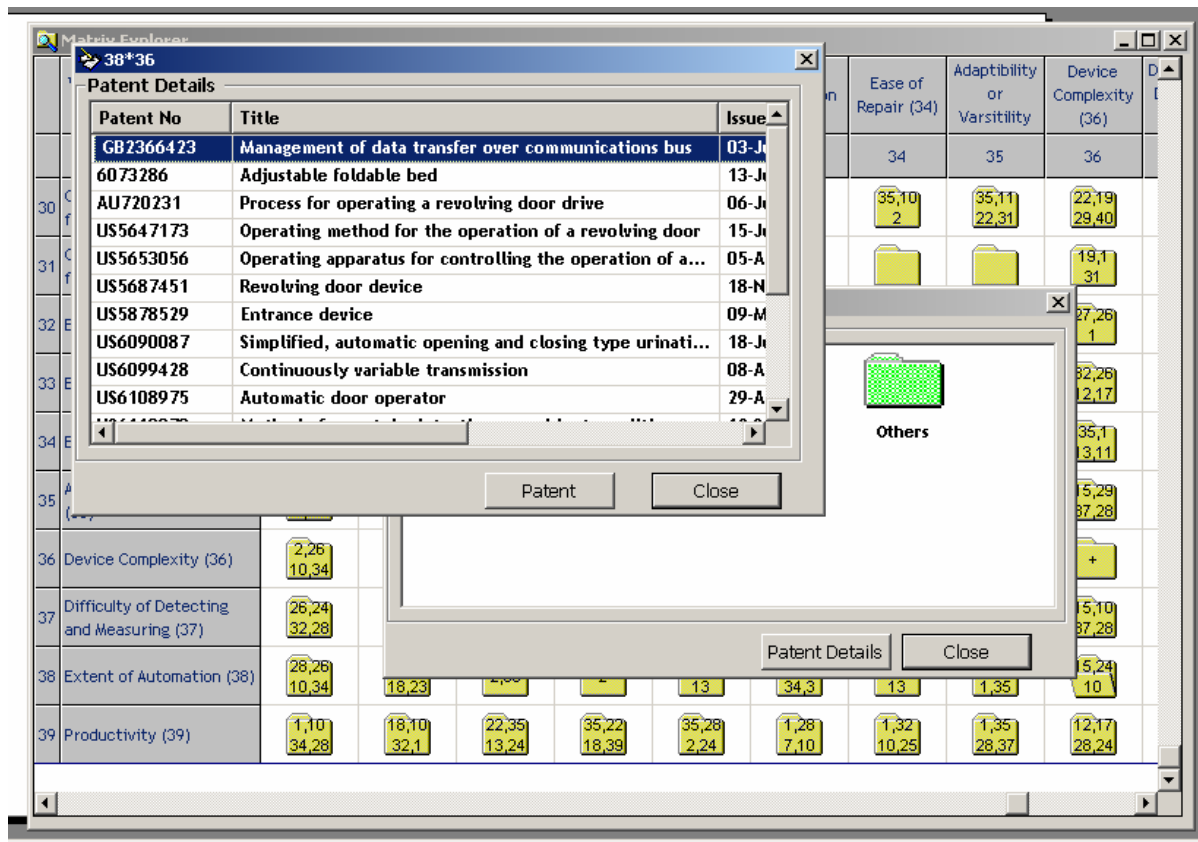 Matrix Explorer
38*36
Patent Details
Patent No Title Issue
GB2366423 Management of data transfer over communications bus 03-Ju
6073286 Adjustable foldable bed 13-Ju
AU720231 Process for operating a revolving door drive 06-Ju
US5647173 Operating method for the operation of a revolving door 15-Ju
US5653056 Operating apparatus for controlling the operation of a... 05-A
US5687451 Revolving door device 18-N
US5878529 Entrance device 09-M
US6090087 Simplified, automatic opening and closing type urinati... 18-Ju
US6099428 Continuously variable transmission 08-A
US6108975 Automatic door operator 29-A
Patent Close
Ease of Repair (34)
Adaptibility or Varsitility
Device Complexity (36)
34 35 36
30 35,10 2 35,11 22,31 22,19 29,40
31 19,1 31
32 E 27,26 1
33 E 32,26 12,17
34 E 35,1 13,11
35 15,29 37,28
Others
36 Device Complexity (36) 2,26 10,34 +
37 Difficulty of Detecting and Measuring (37) 26,24 32,28 15,10 37,28
Patent Details Close
38 Extent of Automation (38) 28,26 10,34 18,23 2 13 34,3 13 1,35 15,24 10
39 Productivity (39) 1,10 34,28 18,10 32,1 22,35 13,24 35,22 18,39 35,28 2,24 1,28 7,10 1,32 10,25 1,35 28,37 12,17 28,24